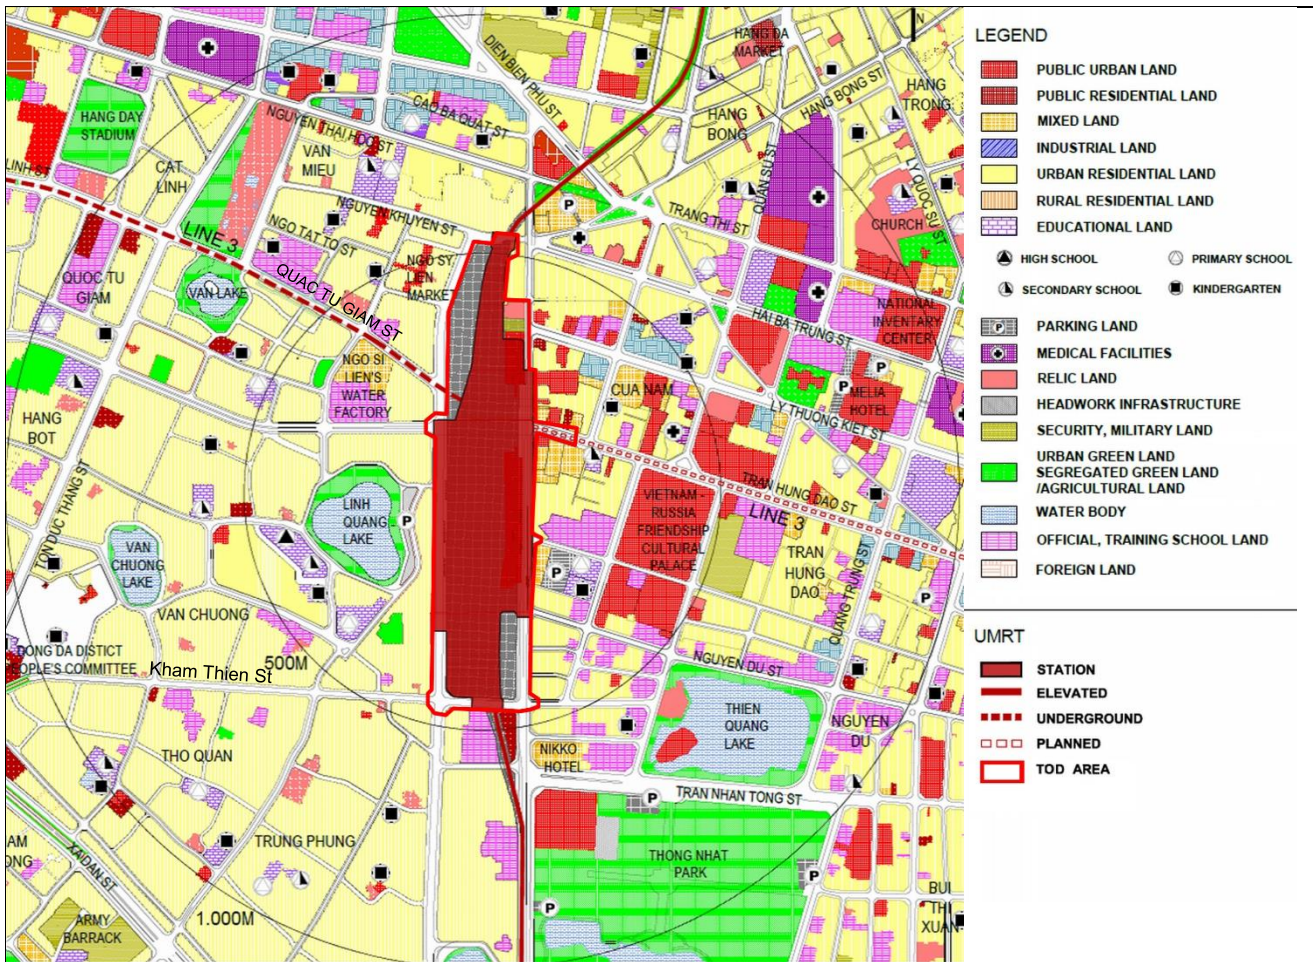 N
HANG DA
MARKET
DIEN BIEN PHU ST
HANG
TRONG
HANG BONG ST
HANG
BONG
HANG DAY
STADIUM
CAO BA QUAT ST
NGUYEN THAI HOC ST
VAN
MIEU
CAT
LINH
LINH ST
QUAN SU ST
LY QUOC SU ST
CHURCH
NGUYEN KHUYEN ST
TRANG THI ST
NGO TAT TO ST
LINE 3
NGO SY
LIEN
MARKET
QUOC TU
GIAM
VAN LAKE
QUAC TU GIAM ST
NATIONAL
INVENTARY
CENTER
HAI BA TRUNG ST
NGO SI
LIEN'S
WATER
FACTORY
CUA NAM
MELIA
HOTEL
LY THUONG KIET ST
HANG
BOT
TRAN HUNG DAO ST
LINE 3
TON DUC THANG ST
LINH
QUANG
LAKE
VIETNAM -
RUSSIA
FRIENDSHIP
CULTURAL
PALACE
VAN
CHUONG
LAKE
TRAN
HUNG
DAO
QUANG TRUNG ST
VAN CHUONG
DONG DA DISTICT
PEOPLE'S COMMITTEE
Kham Thien St
500M
NGUYEN DU ST
THIEN
QUANG
LAKE
NGUYEN
DU
THO QUAN
NIKKO
HOTEL
TRAN NHAN TONG ST
TRUNG PHUNG
THONG NHAT
PARK
XA DAN ST
1.000M
ARMY
BARRACK
BUI
THI
XUAN
P
P
P
P
P
P
P
P
P
LEGEND
PUBLIC URBAN LAND
PUBLIC RESIDENTIAL LAND
MIXED LAND
INDUSTRIAL LAND
URBAN RESIDENTIAL LAND
RURAL RESIDENTIAL LAND
EDUCATIONAL LAND
HIGH SCHOOL
PRIMARY SCHOOL
SECONDARY SCHOOL
KINDERGARTEN
P PARKING LAND
MEDICAL FACILITIES
RELIC LAND
HEADWORK INFRASTRUCTURE
SECURITY, MILITARY LAND
URBAN GREEN LAND
SEGREGATED GREEN LAND
/AGRICULTURAL LAND
WATER BODY
OFFICIAL, TRAINING SCHOOL LAND
FOREIGN LAND
UMRT
STATION
ELEVATED
UNDERGROUND
PLANNED
TOD AREA